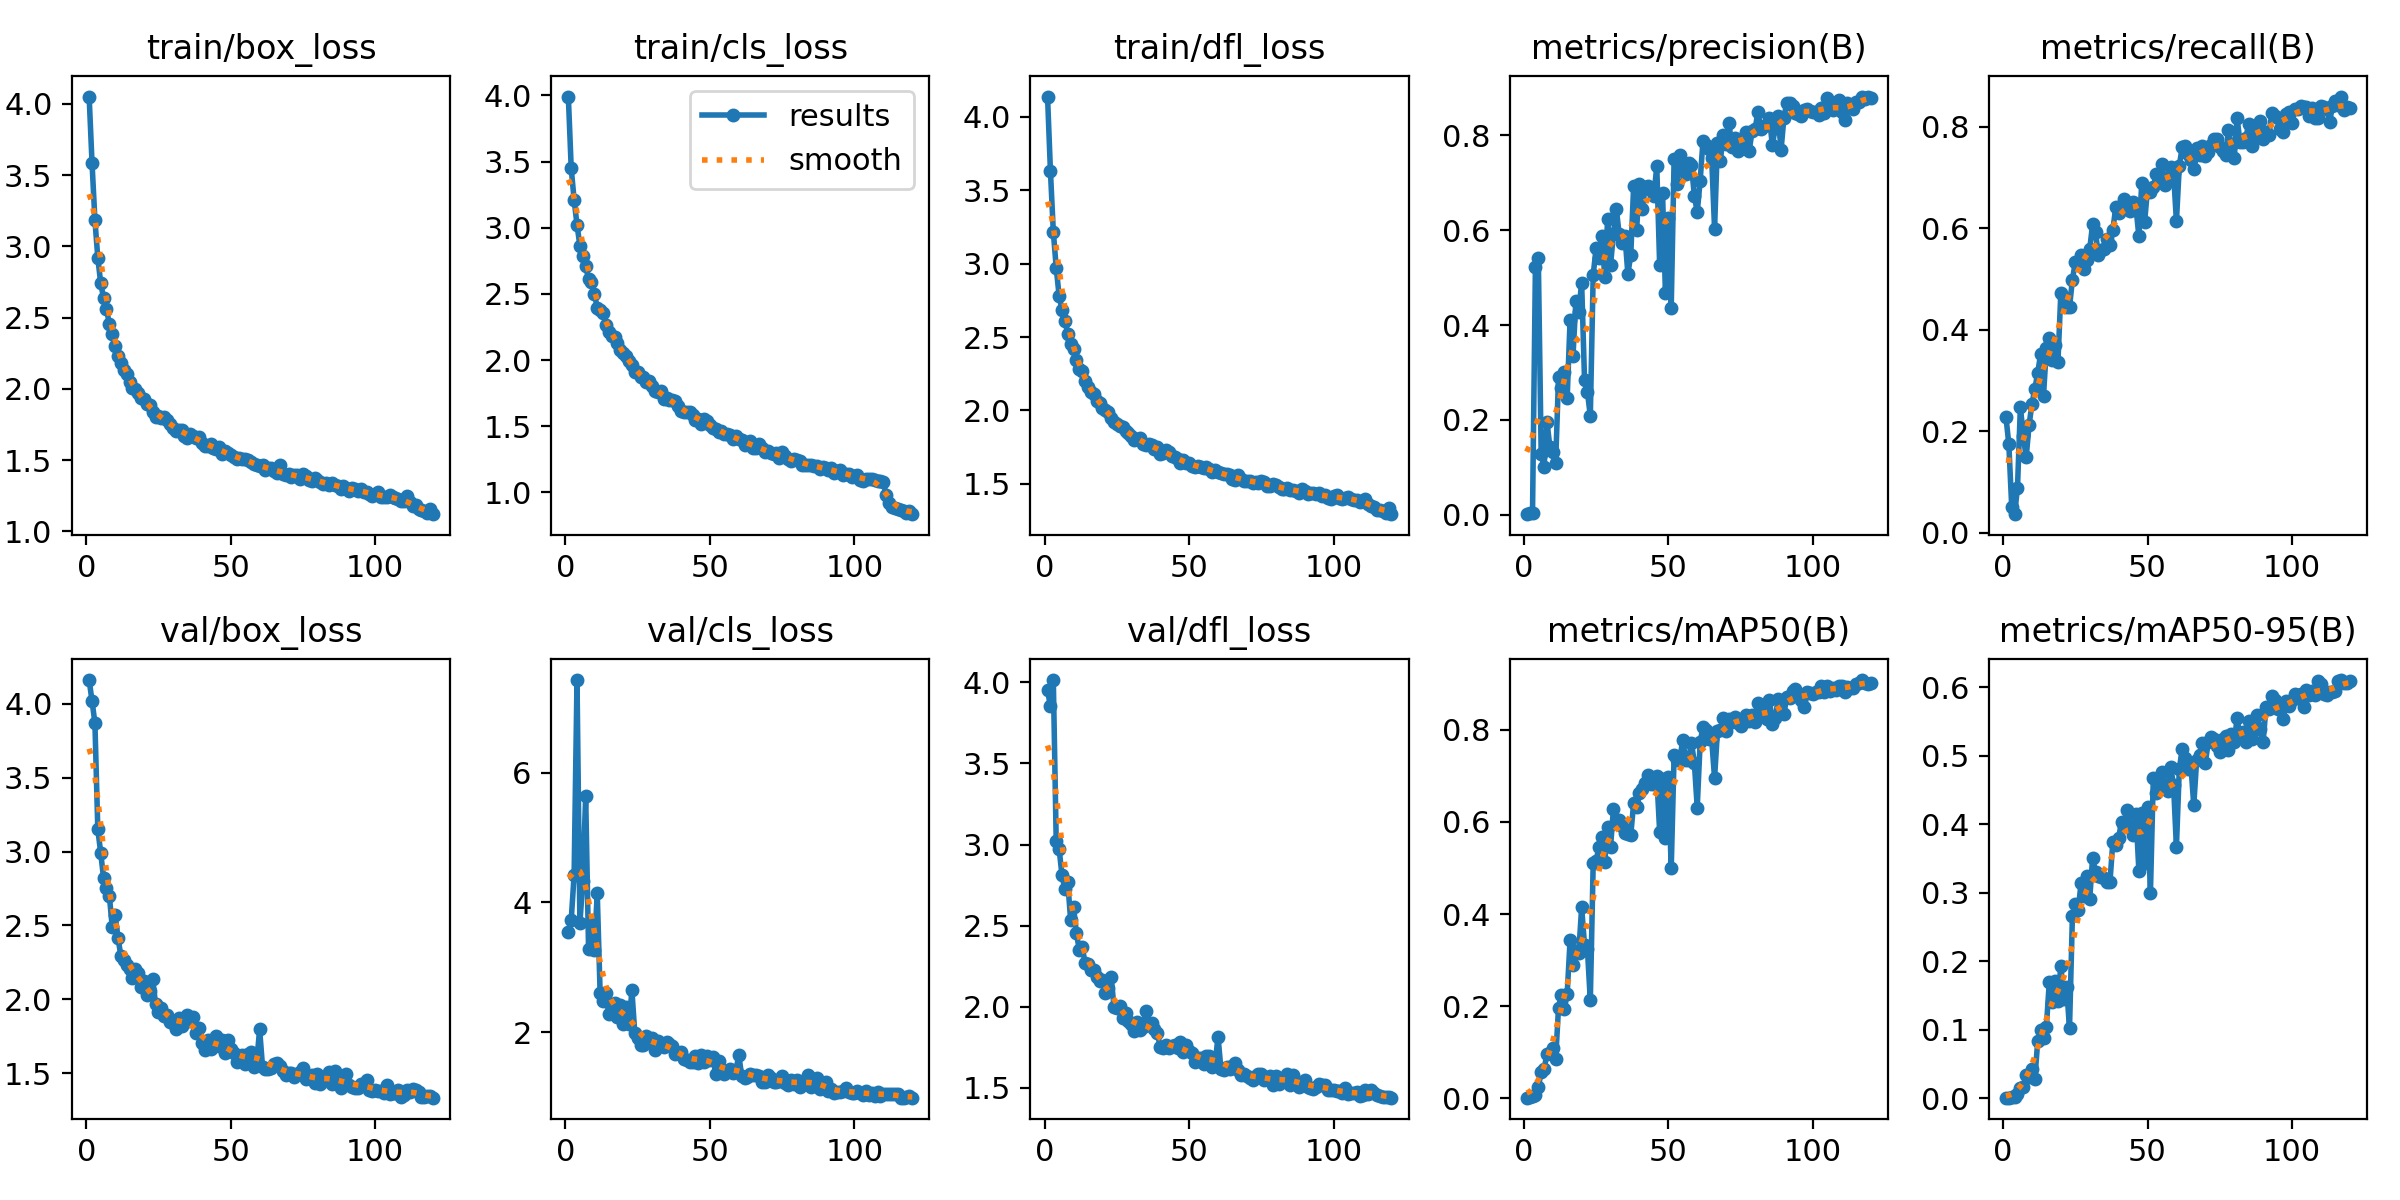 train/box_loss
4.0
3.5
3.0
2.5
2.0
1.5
1.0
0 50 100
train/cls_loss
results
smooth
4.0
3.5
3.0
2.5
2.0
1.5
1.0
0 50 100
train/dfl_loss
4.0
3.5
3.0
2.5
2.0
1.5
0 50 100
metrics/precision(B)
0.8
0.6
0.4
0.2
0.0
0 50 100
metrics/recall(B)
0.8
0.6
0.4
0.2
0.0
0 50 100
val/box_loss
4.0
3.5
3.0
2.5
2.0
1.5
0 50 100
val/cls_loss
6
4
2
0 50 100
val/dfl_loss
4.0
3.5
3.0
2.5
2.0
1.5
0 50 100
metrics/mAP50(B)
0.8
0.6
0.4
0.2
0.0
0 50 100
metrics/mAP50-95(B)
0.6
0.5
0.4
0.3
0.2
0.1
0.0
0 50 100